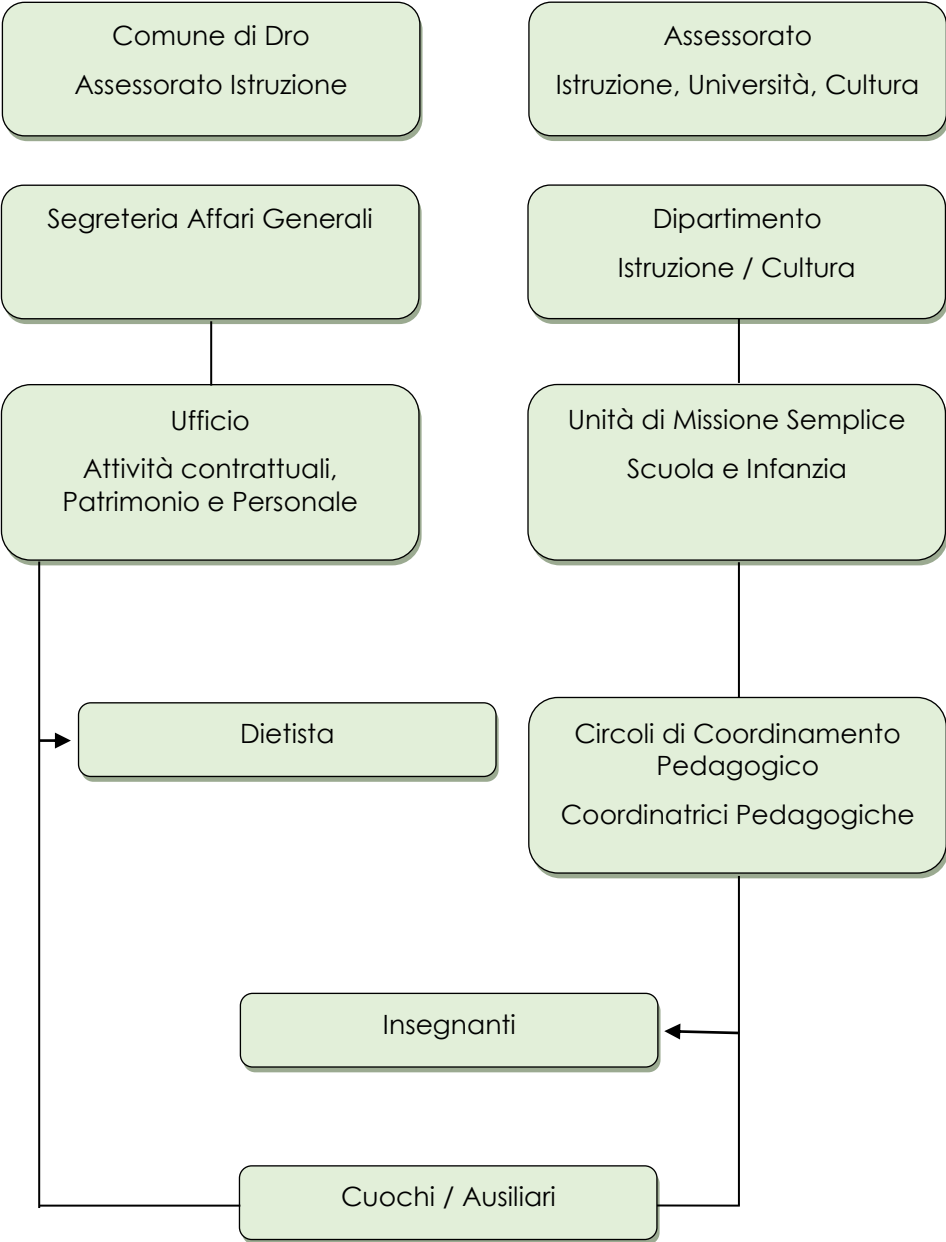 Comune di Dro
Assessorato Istruzione
Assessorato
Istruzione, Università, Cultura
Segreteria Affari Generali
Dipartimento
Istruzione / Cultura
Ufficio
Attività contrattuali,
Patrimonio e Personale
Unità di Missione Semplice
Scuola e Infanzia
Dietista
Circoli di Coordinamento
Pedagogico
Coordinatrici Pedagogiche
Insegnanti
Cuochi / Ausiliari